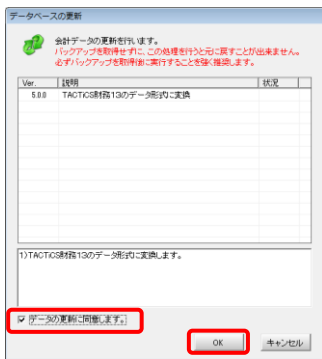 データベースの更新
会計データの更新を行います。
バックアップを取得せずに、この処理を行うと元に戻すことが出来ません。
必ずバックアップを取得後に実行することを強く推奨します。
Ver. 説明 状況
5.0.0 TACTiCS財務13のデータ形式に変換
1)TACTiCS財務13のデータ形式に変換します。
データの更新に同意します。
OK キャンセル